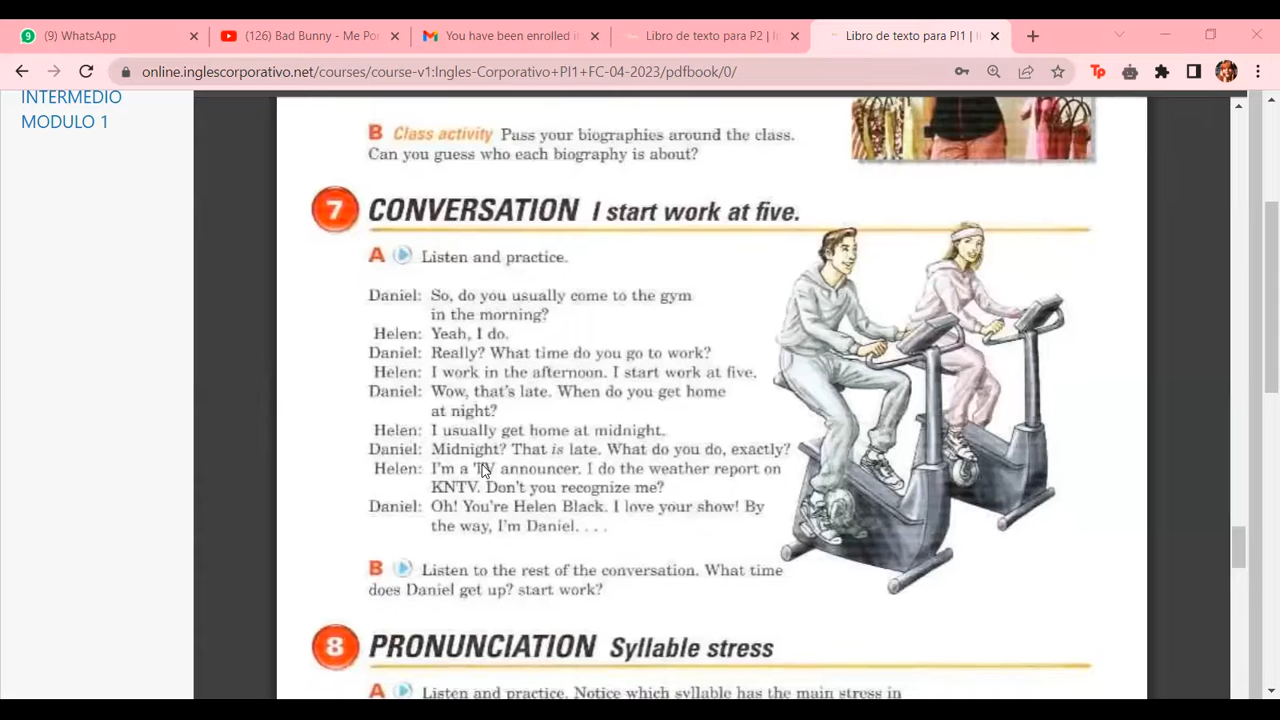 (9) WhatsApp
(126) Bad Bunny - Me Por
You have been enrolled i
Libro de texto para P2 | I
Libro de texto para PI1 |
online.inglescorporativo.net/courses/course-v1:Ingles-Corporativo+PI1+FC-04-2023/pdfbook/0/
INTERMEDIO
MODULO 1
B Class activity Pass your biographies around the class.
Can you guess who each biography is about?
7 CONVERSATION I start work at five.
A Listen and practice.
Daniel: So, do you usually come to the gym
in the morning?
Helen: Yeah, I do.
Daniel: Really? What time do you go to work?
Helen: I work in the afternoon. I start work at five.
Daniel: Wow, that's late. When do you get home
at night?
Helen: I usually get home at midnight.
Daniel: Midnight? That is late. What do you do, exactly?
Helen: I'm a TV announcer. I do the weather report on
KNTV. Don't you recognize me?
Daniel: Oh! You're Helen Black. I love your show! By
the way, I'm Daniel. . . .
B Listen to the rest of the conversation. What time
does Daniel get up? start work?
8 PRONUNCIATION Syllable stress
A Listen and practice. Notice which syllable has the main stress in